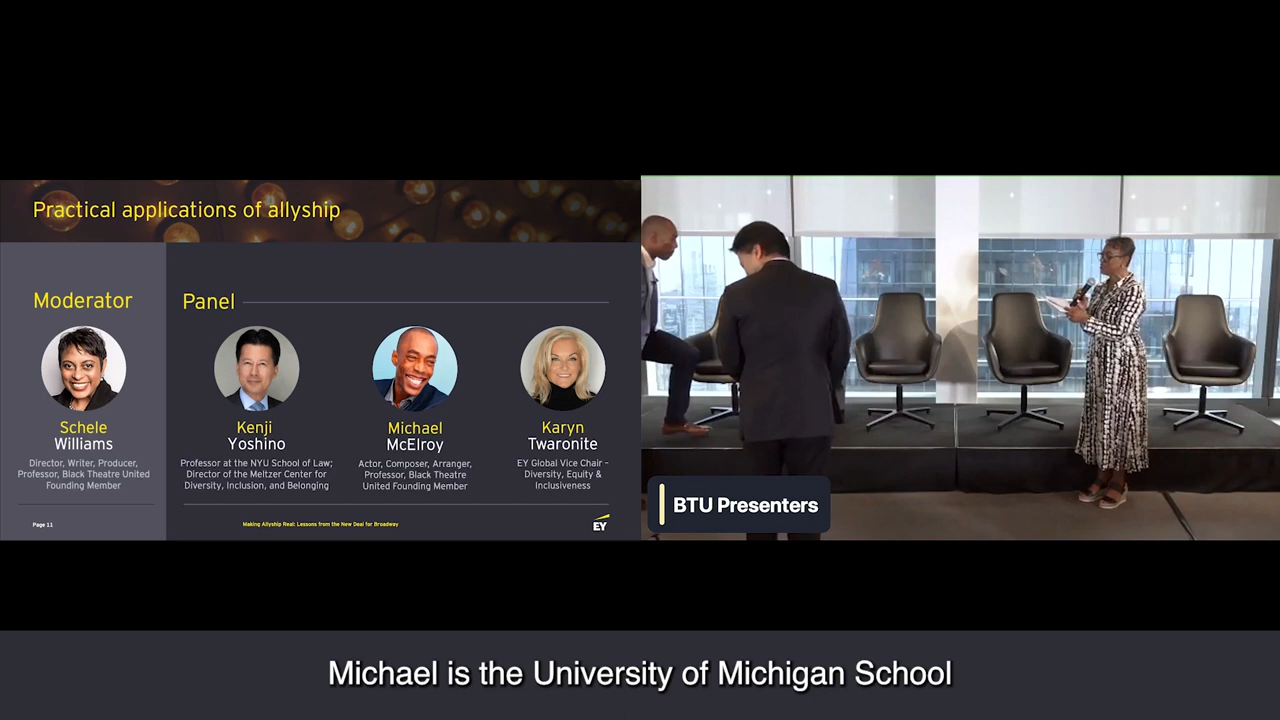 Practical applications of allyship
Moderator
Panel
Schele
Williams
Director, Writer, Producer,
Professor, Black Theatre United
Founding Member
Kenji
Yoshino
Professor at the NYU School of Law;
Director of the Meltzer Center for
Diversity, Inclusion, and Belonging
Michael
McElroy
Actor, Composer, Arranger,
Professor, Black Theatre
United Founding Member
Karyn
Twaronite
EY Global Vice Chair –
Diversity, Equity &
Inclusiveness
Page 11
Making Allyship Real: Lessons from the New Deal for Broadway
EY
BTU Presenters
Michael is the University of Michigan School